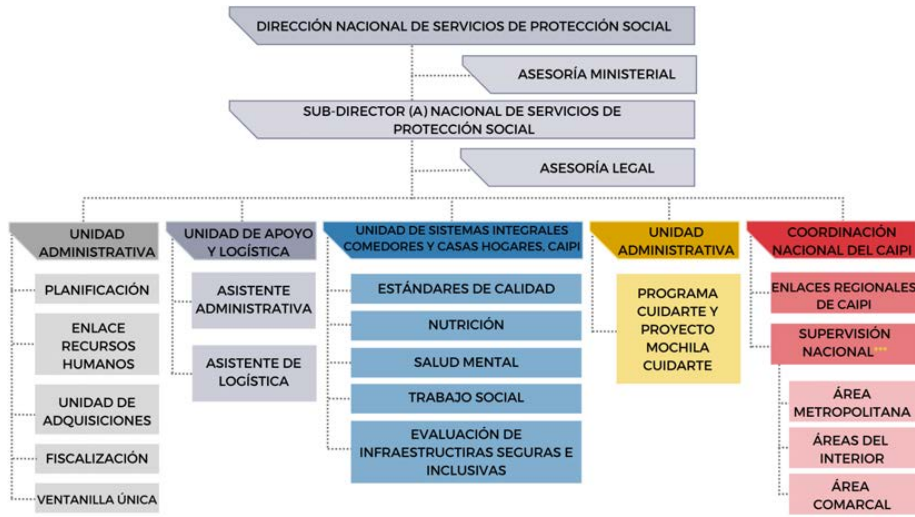 DIRECCIÓN NACIONAL DE SERVICIOS DE PROTECCIÓN SOCIAL
ASESORÍA MINISTERIAL
SUB-DIRECTOR (A) NACIONAL DE SERVICIOS DE
PROTECCIÓN SOCIAL
ASESORÍA LEGAL
UNIDAD
ADMINISTRATIVA
PLANIFICACIÓN
ENLACE
RECURSOS
HUMANOS
UNIDAD DE
ADQUISICIONES
FISCALIZACIÓN
VENTANILLA ÚNICA
UNIDAD DE APOYO
Y LOGÍSTICA
ASISTENTE
ADMINISTRATIVA
ASISTENTE DE
LOGÍSTICA
UNIDAD DE SISTEMAS INTEGRALES
COMEDORES Y CASAS HOGARES, CAIPI
ESTÁNDARES DE CALIDAD
NUTRICIÓN
SALUD MENTAL
TRABAJO SOCIAL
EVALUACIÓN DE
INFRAESTRUCTIRAS SEGURAS E
INCLUSIVAS
UNIDAD
ADMINISTRATIVA
PROGRAMA
CUIDARTE Y
PROYECTO
MOCHILA
CUIDARTE
COORDINACIÓN
NACIONAL DEL CAIPI
ENLACES REGIONALES
DE CAIPI
SUPERVISIÓN
NACIONAL***
ÁREA
METROPOLITANA
ÁREAS DEL
INTERIOR
ÁREA
COMARCAL